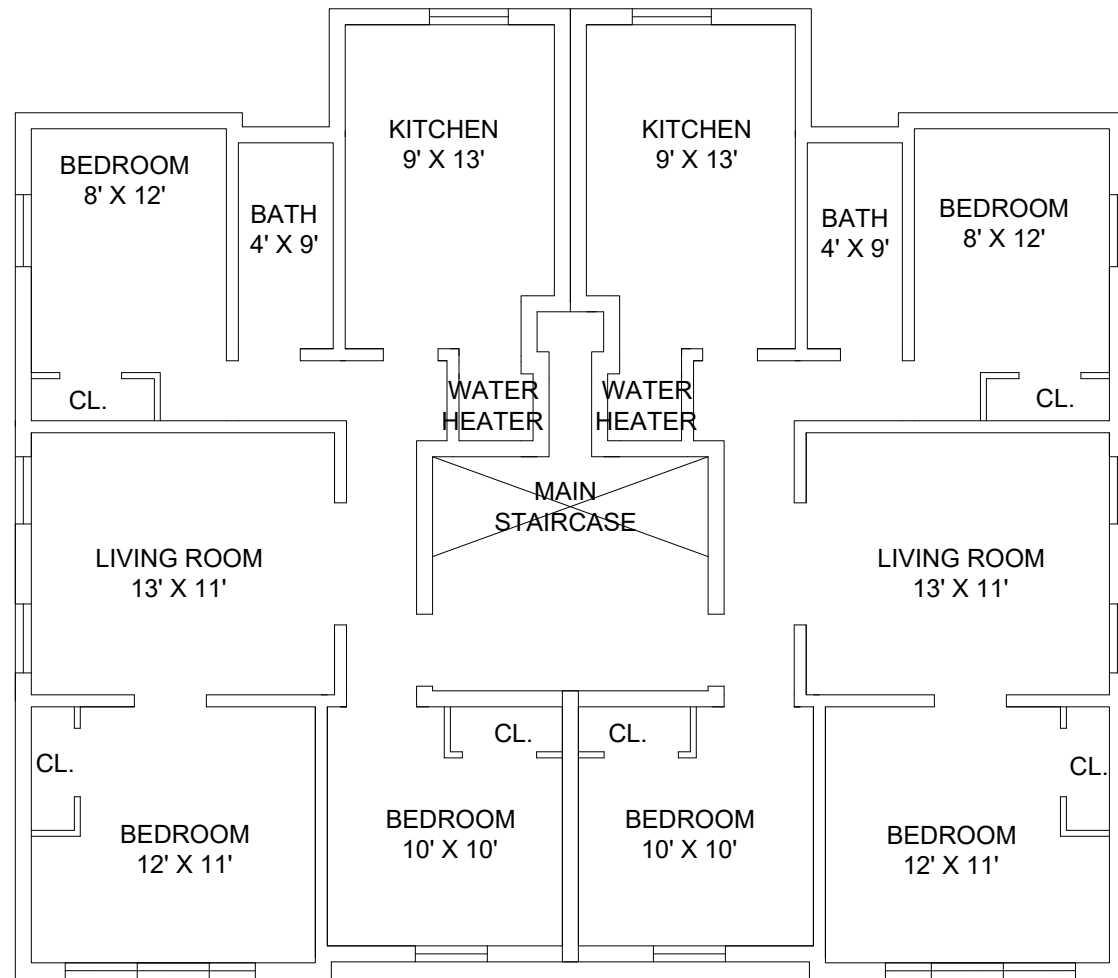 KITCHEN
9' X 13'
KITCHEN
9' X 13'
BEDROOM
8' X 12'
BATH
4' X 9'
BATH
4' X 9'
BEDROOM
8' X 12'
CL.
WATER
HEATER
WATER
HEATER
CL.
MAIN
STAIRCASE
LIVING ROOM
13' X 11'
LIVING ROOM
13' X 11'
CL.
CL.
CL.
CL.
BEDROOM
12' X 11'
BEDROOM
10' X 10'
BEDROOM
10' X 10'
BEDROOM
12' X 11'